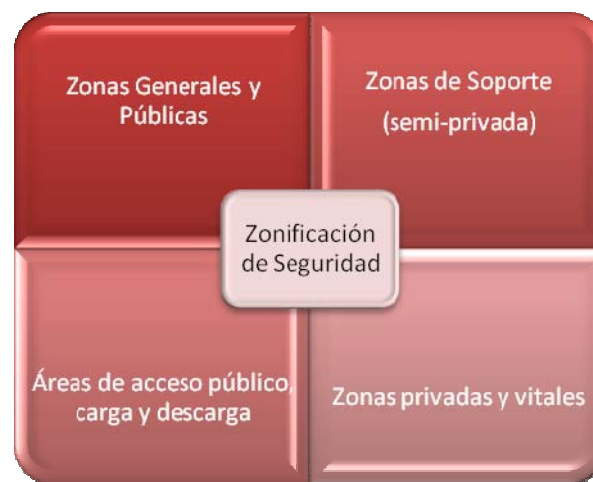 Zonas Generales y
Públicas
Zonas de Soporte
(semi-privada)
Zonificación
de Seguridad
Áreas de acceso público,
carga y descarga
Zonas privadas y vitales